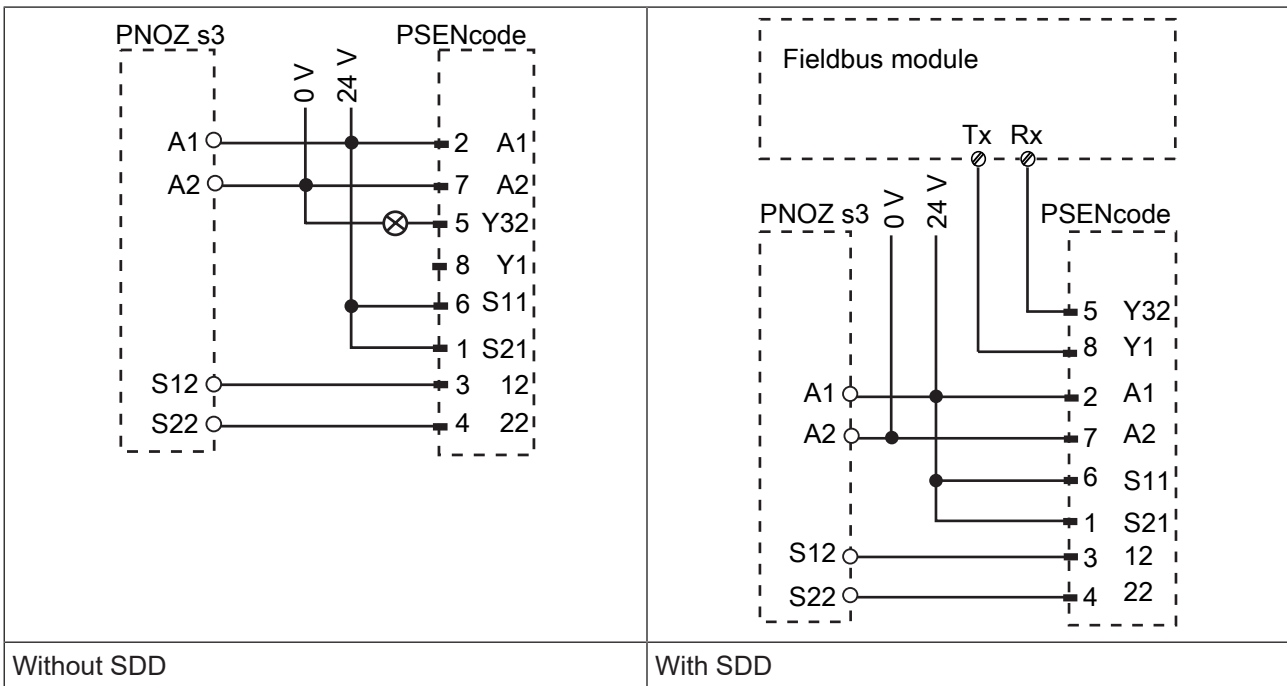 PNOZ s3
PSENcode
0 V
24 V
A1
2 A1
A2
7 A2
5 Y32
8 Y1
6 S11
1 S21
S12
3 12
S22
4 22
Without SDD
Fieldbus module
Tx Rx
PNOZ s3
0 V
24 V
PSENcode
5 Y32
8 Y1
A1
2 A1
A2
7 A2
6 S11
1 S21
S12
3 12
S22
4 22
With SDD